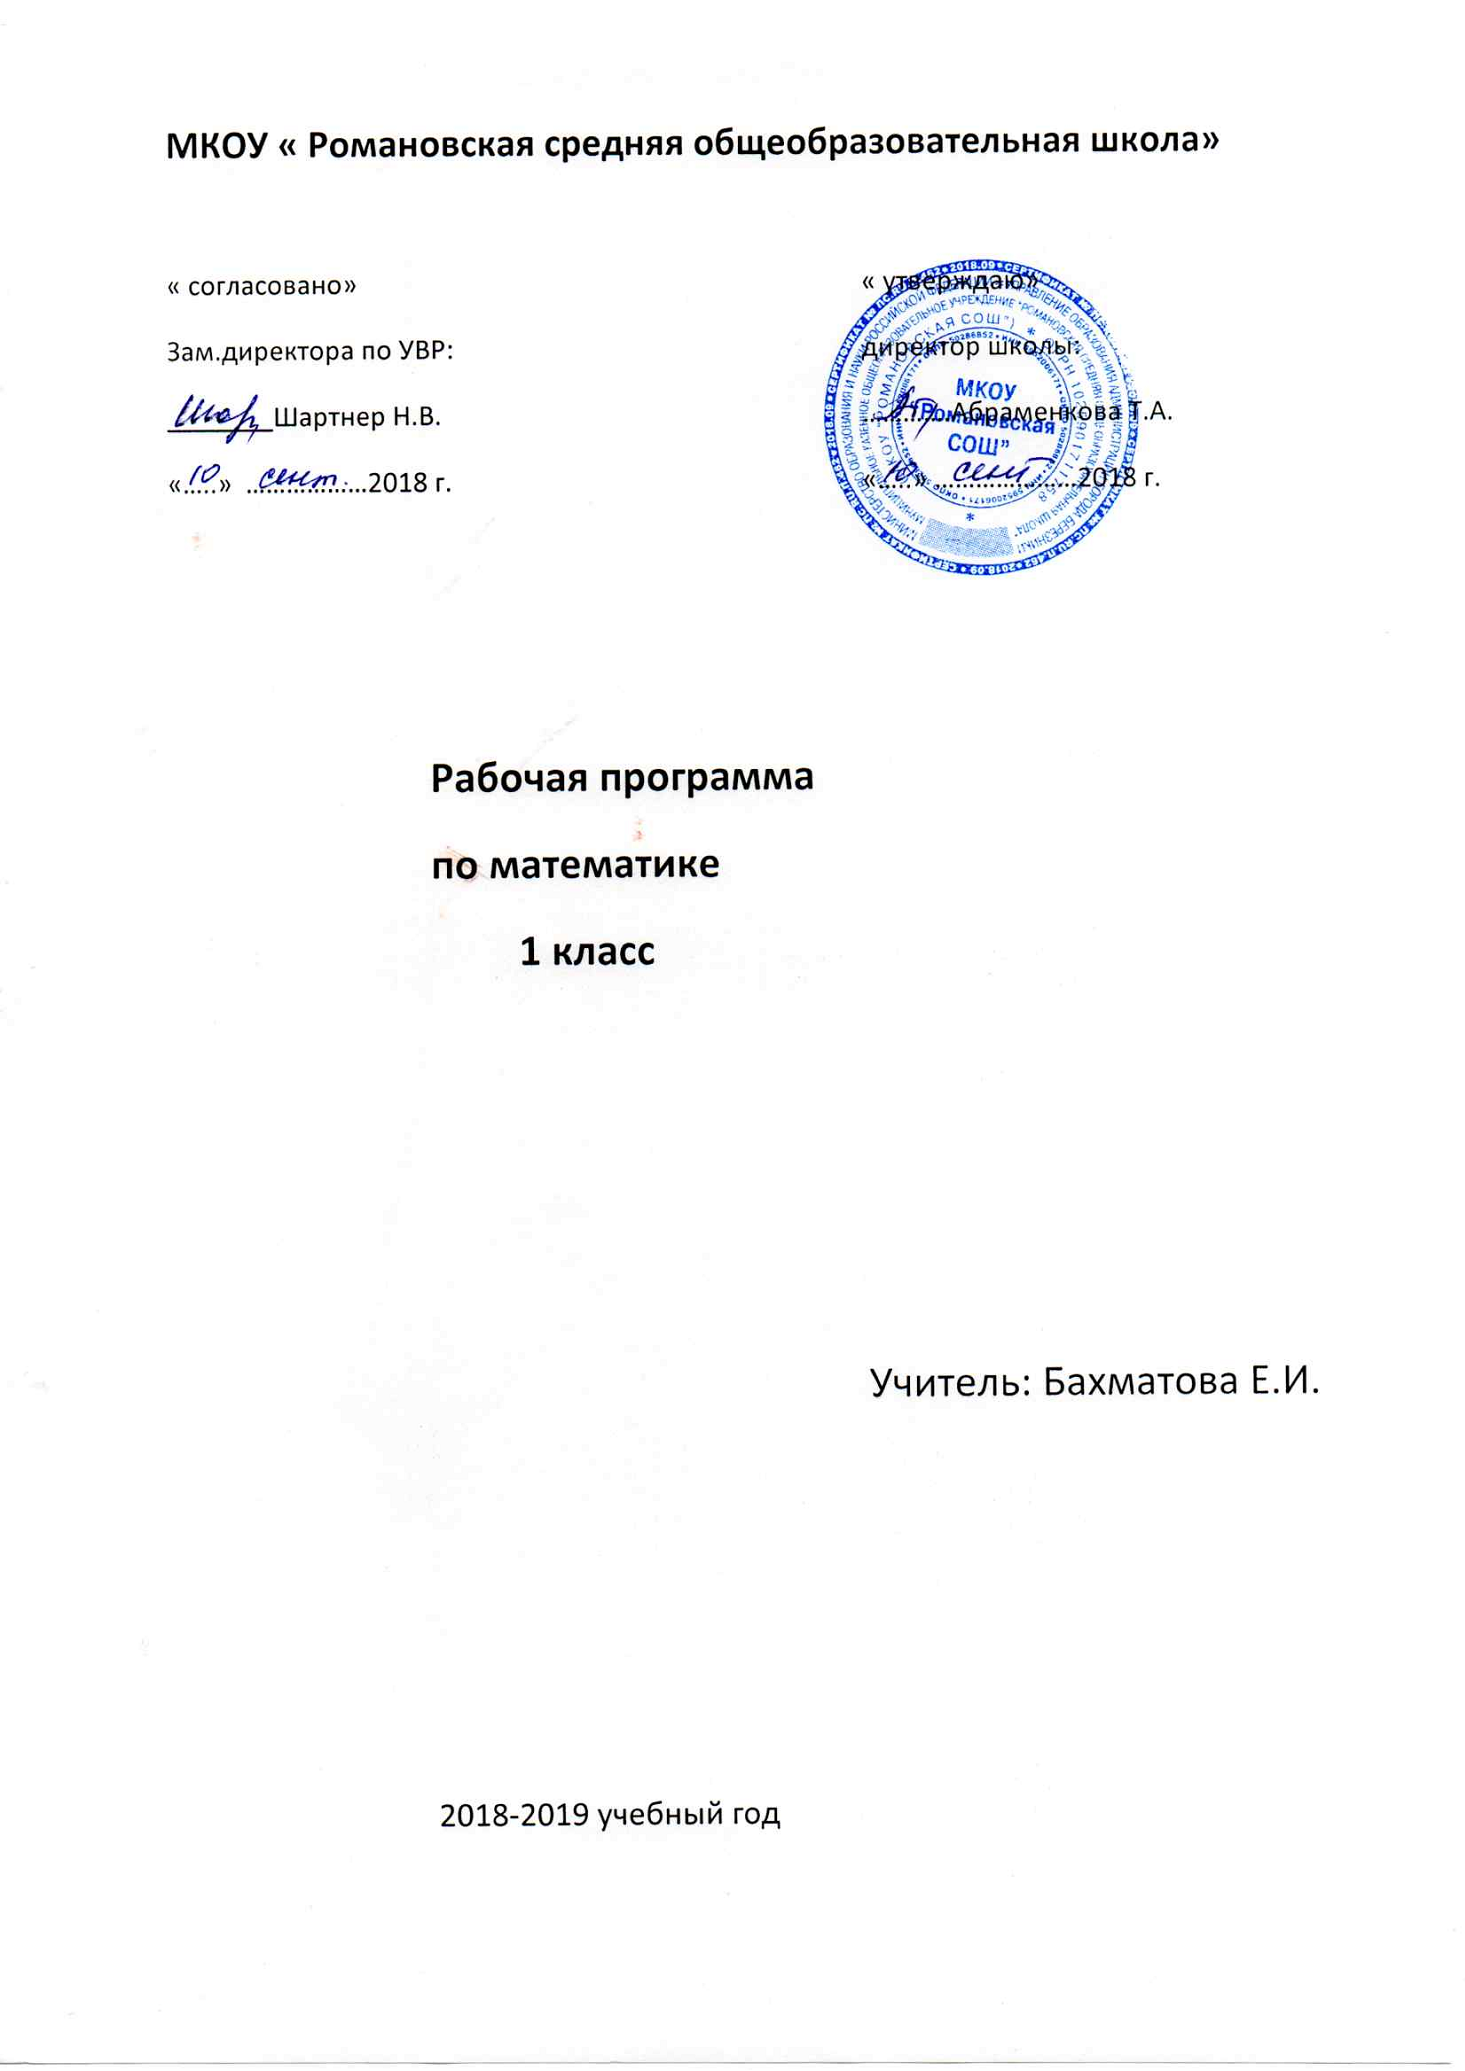 МКОУ « Романовская средняя общеобразовательная школа»
« согласовано»
Зам.директора по УВР:
Шартнер Н.В.
«10» сент. 2018 г.
« утверждаю»
директор школы:
Абраменкова Т.А.
«10» сент 2018 г.
МКОУ
"Романовская
СОШ"
Рабочая программа
по математике
1 класс
Учитель: Бахматова Е.И.
2018-2019 учебный год